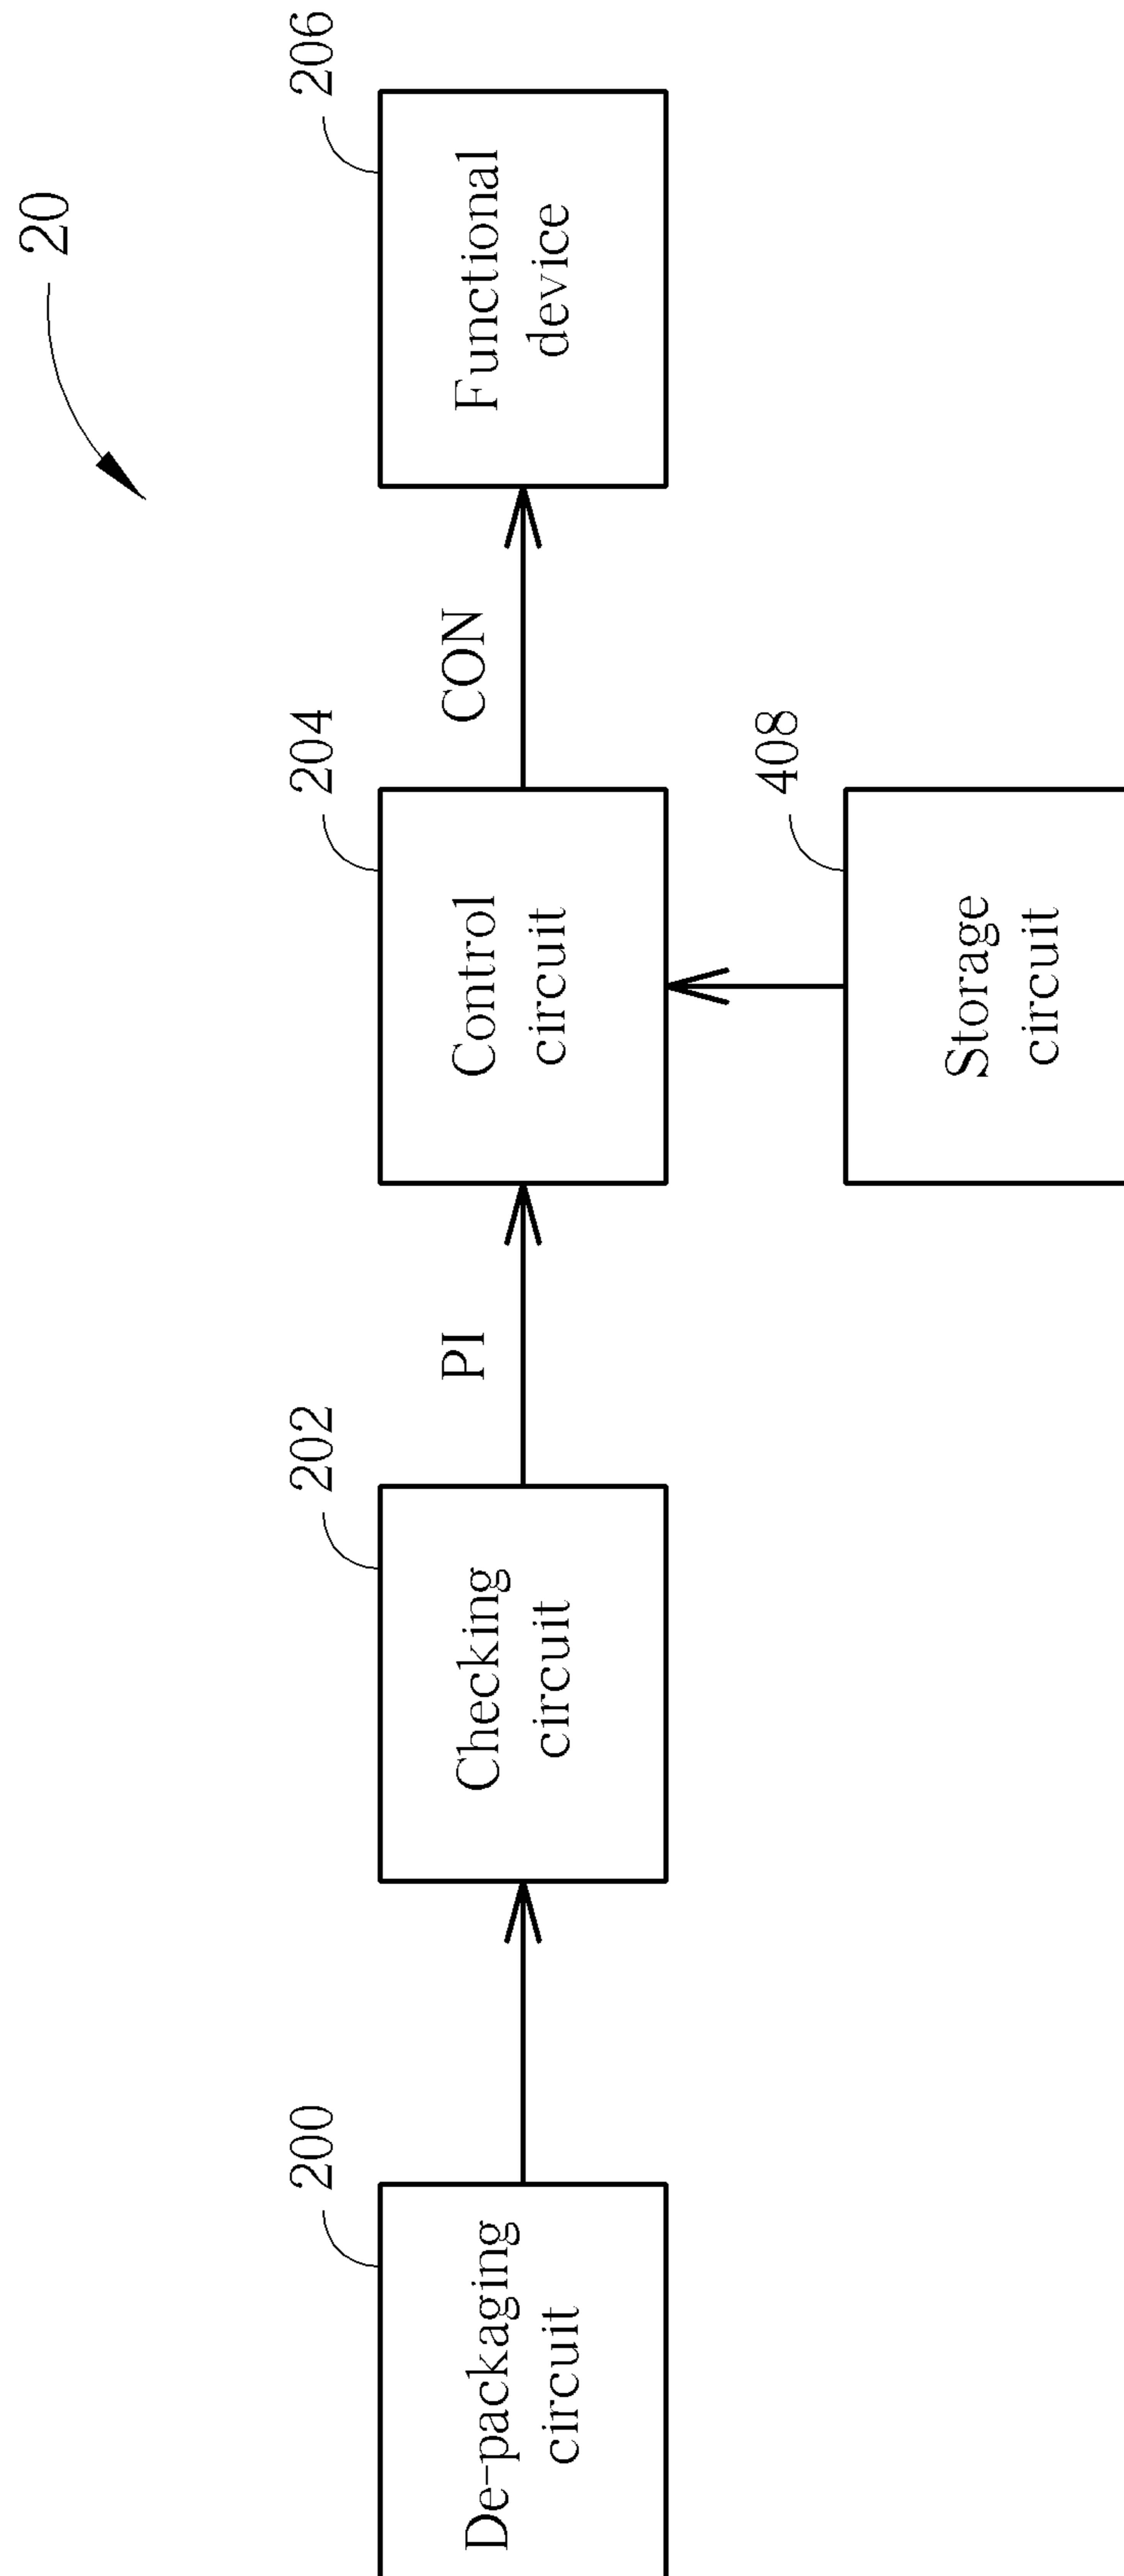 20
200
De-packaging
circuit
202
Checking
circuit
PI
204
Control
circuit
CON
206
Functional
device
408
Storage
circuit